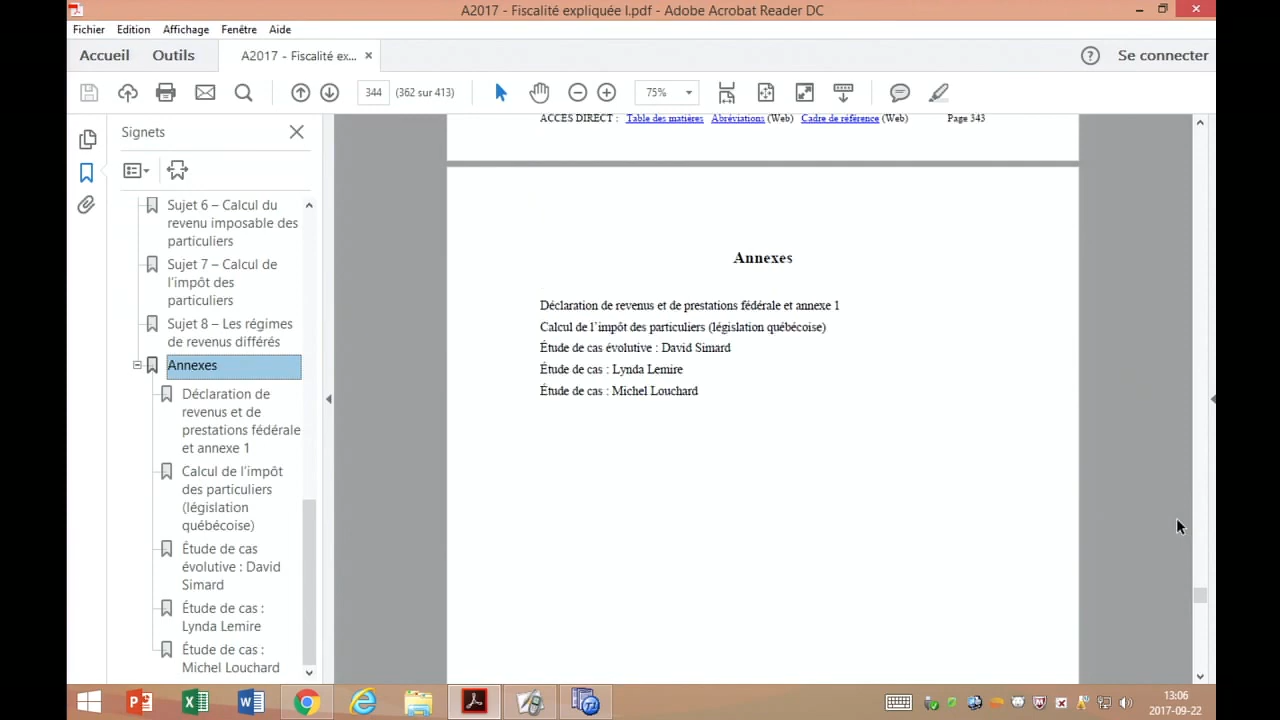 A2017 - Fiscalité expliquée I.pdf - Adobe Acrobat Reader DC
Fichier Edition Affichage Fenêtre Aide
Accueil Outils A2017 - Fiscalité ex... Se connecter
344 (362 sur 413) 75%
Signets
Sujet 6 – Calcul du
revenu imposable des
particuliers
Sujet 7 – Calcul de
l'impôt des
particuliers
Sujet 8 – Les régimes
de revenus différés
Annexes
Déclaration de
revenus et de
prestations fédérale
et annexe 1
Calcul de l'impôt
des particuliers
(législation
québécoise)
Étude de cas
évolutive : David
Simard
Étude de cas :
Lynda Lemire
Étude de cas :
Michel Louchard
ACCÈS DIRECT : Table des matières Abréviations (Web) Cadre de référence (Web) Page 343
Annexes
Déclaration de revenus et de prestations fédérale et annexe 1
Calcul de l'impôt des particuliers (législation québécoise)
Étude de cas évolutive : David Simard
Étude de cas : Lynda Lemire
Étude de cas : Michel Louchard
13:06
2017-09-22